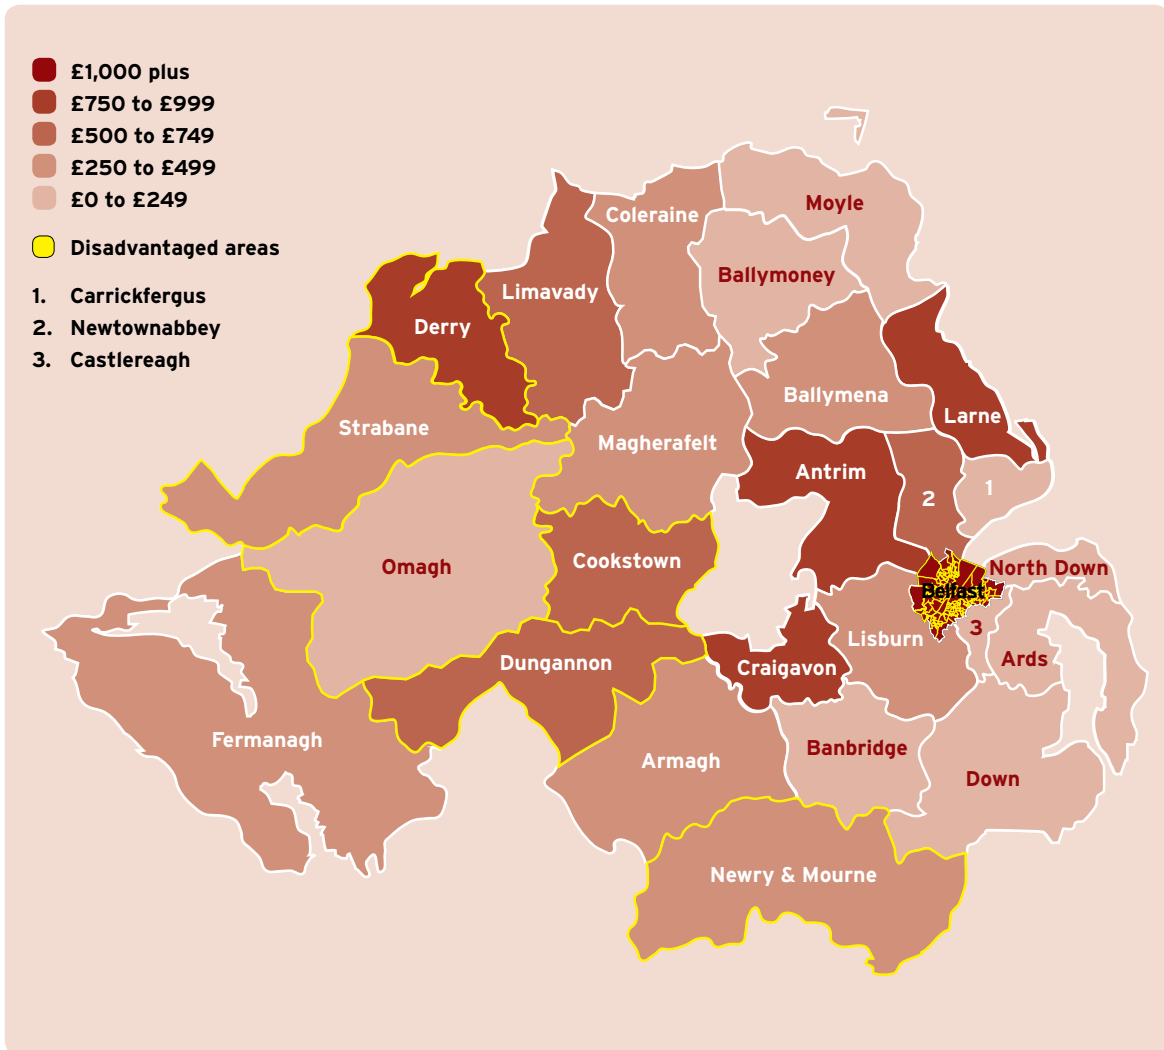 £1,000 plus
£750 to £999
£500 to £749
£250 to £499
£0 to £249
Disadvantaged areas
1. Carrickfergus
2. Newtownabbey
3. Castlereagh
Moyle
Coleraine
Ballymoney
Limavady
Derry
Ballymena
Larne
Strabane
Magherafelt
Antrim
1
2
Omagh
Cookstown
North Down
Belfast
3
Lisburn
Ards
Dungannon
Craigavon
Fermanagh
Banbridge
Armagh
Down
Newry & Mourne